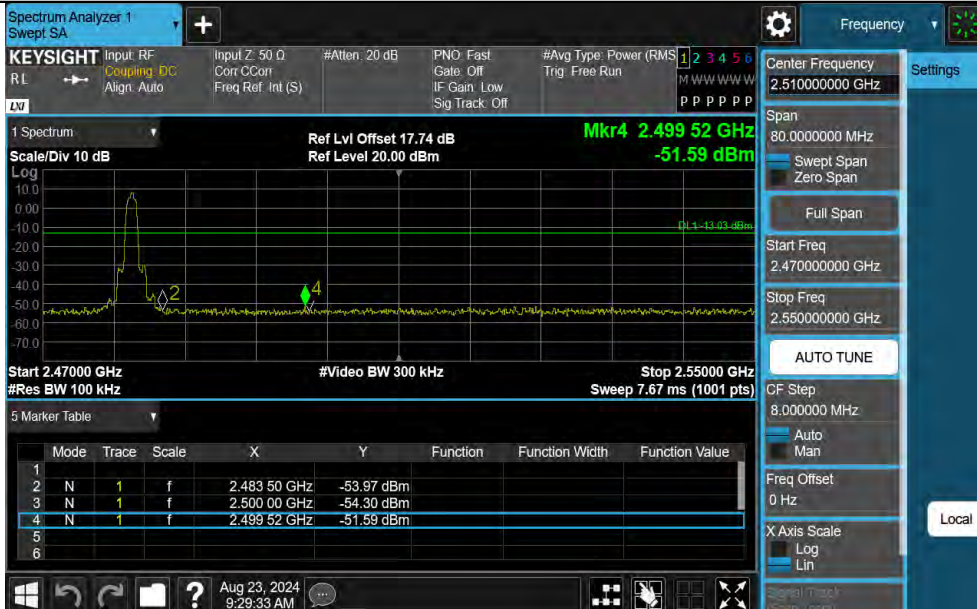 Spectrum Analyzer 1
Swept SA
+
Frequency
KEYSIGHT
RL
LXI
Input: RF
Coupling: DC
Align: Auto
Input Z: 50 Ω
Corr CCorr
Freq Ref: Int (S)
#Atten: 20 dB
PNO: Fast
Gate: Off
IF Gain: Low
Sig Track: Off
#Avg Type: Power (RMS
Trig: Free Run
1 2 3 4 5 6
M W W W W W
P P P P P P
1 Spectrum
Scale/Div 10 dB
Ref Lvl Offset 17.74 dB
Ref Level 20.00 dBm
Mkr4 2.499 52 GHz
-51.59 dBm
Log
10.0
0.00
-10.0
-20.0
-30.0
-40.0
-50.0
-60.0
-70.0
DL1 -13.03 dBm
2
4
Start 2.47000 GHz
#Res BW 100 kHz
#Video BW 300 kHz
Stop 2.55000 GHz
Sweep 7.67 ms (1001 pts)
5 Marker Table
Mode Trace Scale X Y Function Function Width Function Value
1
2 N 1 f 2.483 50 GHz -53.97 dBm
3 N 1 f 2.500 00 GHz -54.30 dBm
4 N 1 f 2.499 52 GHz -51.59 dBm
5
6
?
Aug 23, 2024
9:29:33 AM
Center Frequency
2.510000000 GHz
Span
80.0000000 MHz
Swept Span
Zero Span
Full Span
Start Freq
2.470000000 GHz
Stop Freq
2.550000000 GHz
AUTO TUNE
CF Step
8.000000 MHz
Auto
Man
Freq Offset
0 Hz
X Axis Scale
Log
Lin
Signal Track
Settings
Local